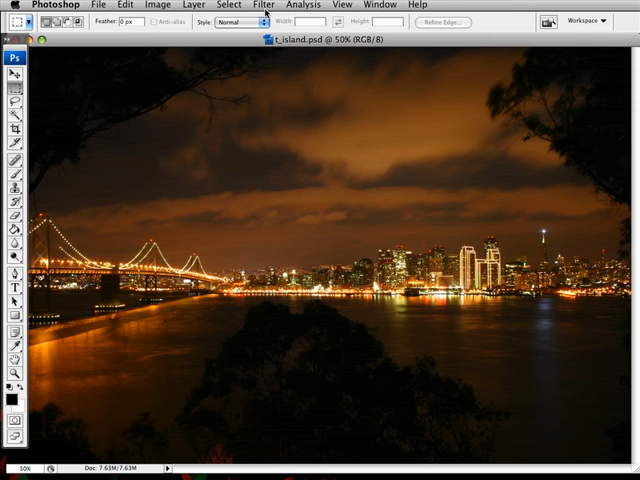 Photoshop File Edit Image Layer Select Filter Analysis View Window Help
Feather: 0 px Anti-alias Style: Normal Width: Height: Refine Edge... Workspace
t_island.psd @ 50% (RGB/8)
Ps
T
50% Doc: 7.63M/7.63M